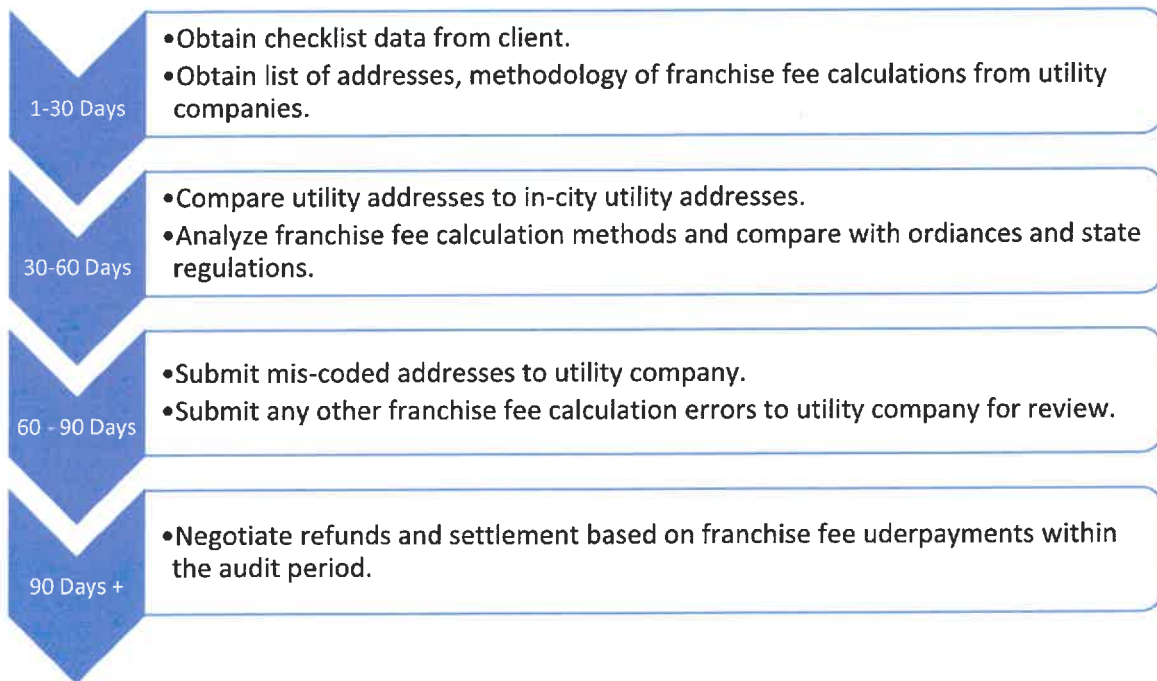 1-30 Days
•Obtain checklist data from client.
•Obtain list of addresses, methodology of franchise fee calculations from utility
companies.
30-60 Days
•Compare utility addresses to in-city utility addresses.
•Analyze franchise fee calculation methods and compare with ordiances and state
regulations.
60 - 90 Days
•Submit mis-coded addresses to utility company.
•Submit any other franchise fee calculation errors to utility company for review.
90 Days +
•Negotiate refunds and settlement based on franchise fee uderpayments within
the audit period.